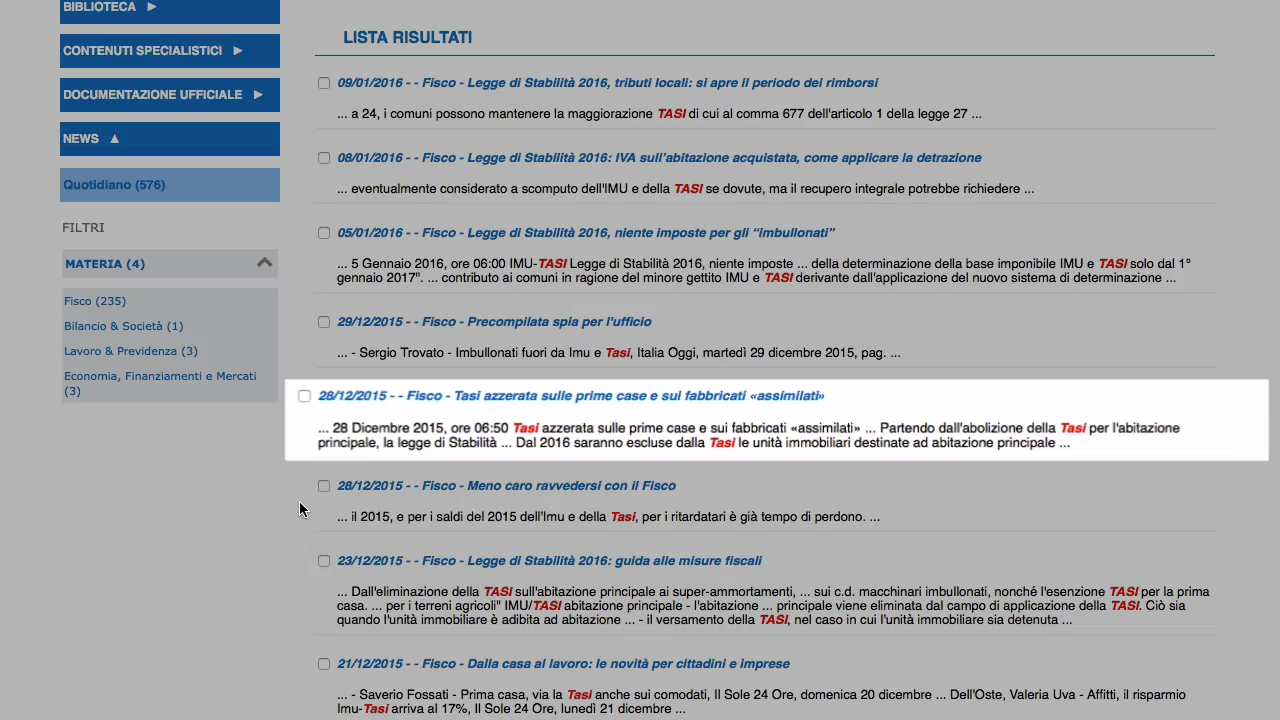 BIBLIOTECA ▶
CONTENUTI SPECIALISTICI ▶
DOCUMENTAZIONE UFFICIALE ▶
NEWS ▲
Quotidiano (576)
FILTRI
MATERIA (4)
Fisco (235)
Bilancio & Società (1)
Lavoro & Previdenza (3)
Economia, Finanziamenti e Mercati
(3)
LISTA RISULTATI
09/01/2016 - - Fisco - Legge di Stabilità 2016, tributi locali: si apre il periodo dei rimborsi
... a 24, i comuni possono mantenere la maggiorazione TASI di cui al comma 677 dell'articolo 1 della legge 27 ...
08/01/2016 - - Fisco - Legge di Stabilità 2016: IVA sull'abitazione acquistata, come applicare la detrazione
... eventualmente considerato a scomputo dell'IMU e della TASI se dovute, ma il recupero integrale potrebbe richiedere ...
05/01/2016 - - Fisco - Legge di Stabilità 2016, niente imposte per gli “imbullonati”
... 5 Gennaio 2016, ore 06:00 IMU-TASI Legge di Stabilità 2016, niente imposte ... della determinazione della base imponibile IMU e TASI solo dal 1°
gennaio 2017". ... contributo ai comuni in ragione del minore gettito IMU e TASI derivante dall'applicazione del nuovo sistema di determinazione ...
29/12/2015 - - Fisco - Precompilata spia per l'ufficio
... - Sergio Trovato - Imbullonati fuori da Imu e Tasi, Italia Oggi, martedì 29 dicembre 2015, pag. ...
28/12/2015 - - Fisco - Tasi azzerata sulle prime case e sui fabbricati «assimilati»
... 28 Dicembre 2015, ore 06:50 Tasi azzerata sulle prime case e sui fabbricati «assimilati» ... Partendo dall'abolizione della Tasi per l'abitazione
principale, la legge di Stabilità ... Dal 2016 saranno escluse dalla Tasi le unità immobiliari destinate ad abitazione principale ...
28/12/2015 - - Fisco - Meno caro ravvedersi con il Fisco
... il 2015, e per i saldi del 2015 dell'Imu e della Tasi, per i ritardatari è già tempo di perdono. ...
23/12/2015 - - Fisco - Legge di Stabilità 2016: guida alle misure fiscali
... Dall'eliminazione della TASI sull'abitazione principale ai super-ammortamenti, ... sui c.d. macchinari imbullonati, nonché l'esenzione TASI per la prima
casa. ... per i terreni agricoli" IMU/TASI abitazione principale - l'abitazione ... principale viene eliminata dal campo di applicazione della TASI. Ciò sia
quando l'unità immobiliare è adibita ad abitazione ... - il versamento della TASI, nel caso in cui l'unità immobiliare sia detenuta ...
21/12/2015 - - Fisco - Dalla casa al lavoro: le novità per cittadini e imprese
... - Saverio Fossati - Prima casa, via la Tasi anche sui comodati, Il Sole 24 Ore, domenica 20 dicembre ... Dell'Oste, Valeria Uva - Affitti, il risparmio
Imu-Tasi arriva al 17%, Il Sole 24 Ore, lunedì 21 dicembre ...